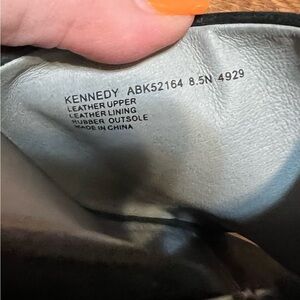 KENNEDY ABK52164 8.5N 4929
LEATHER UPPER
LEATHER LINING
RUBBER OUTSOLE
MADE IN CHINA